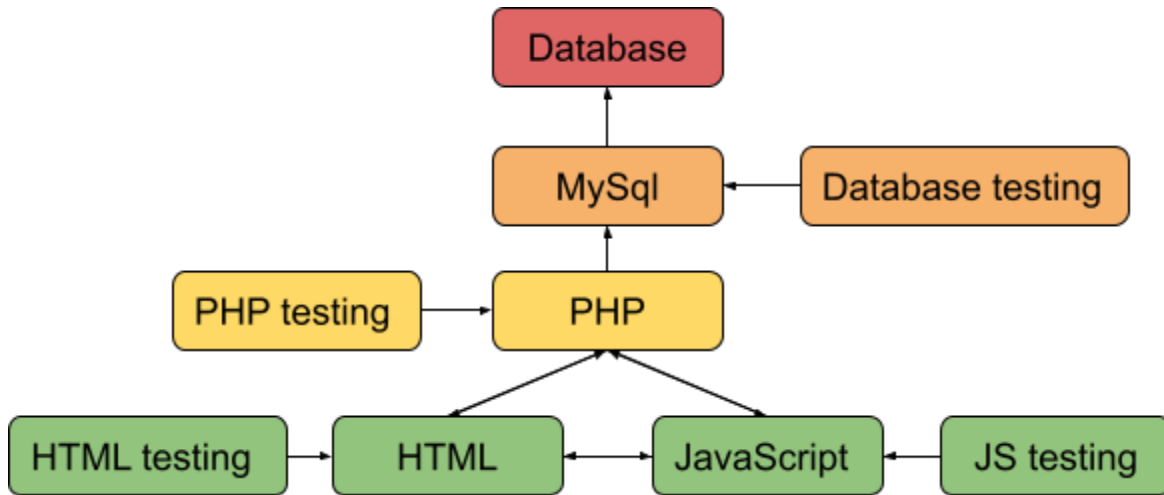 Database
MySql
Database testing
PHP testing
PHP
HTML testing
HTML
JavaScript
JS testing